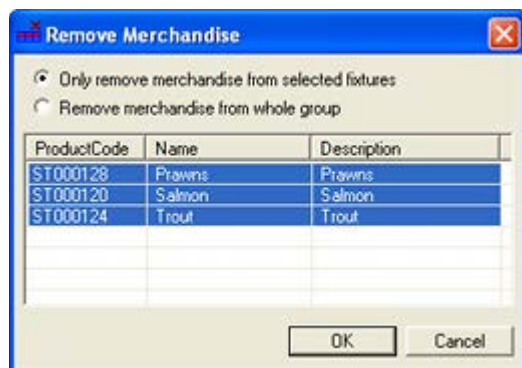 Remove Merchandise
Only remove merchandise from selected fixtures
Remove merchandise from whole group
ProductCode Name Description
ST000128 Prawns Prawns
ST000120 Salmon Salmon
ST000124 Trout Trout
OK Cancel